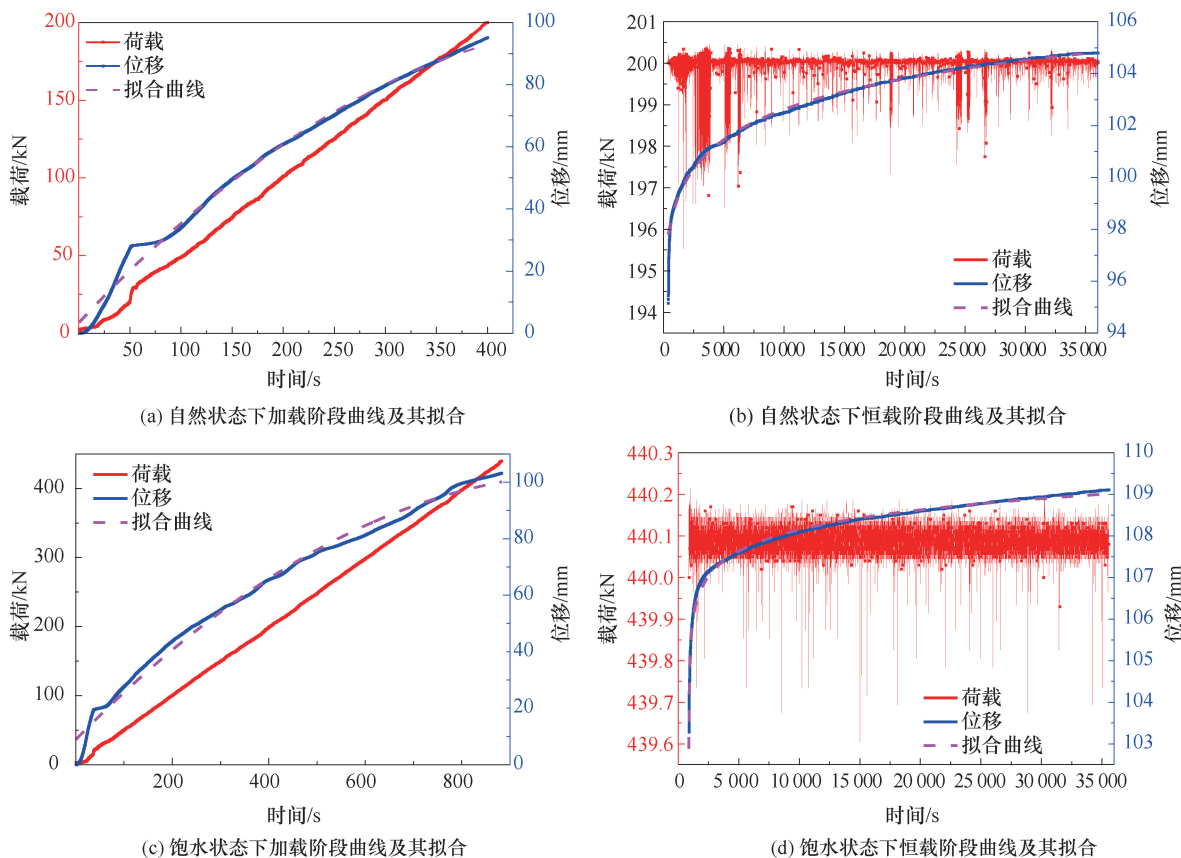 200
175
150
100
50
0
载荷/kN
荷载
位移
拟合曲线
100
80
60
40
20
0
位移/mm
50 100 150 200 250 300 350 400
时间/s
(a) 自然状态下加载阶段曲线及其拟合
201
200
199
198
197
196
195
194
载荷/kN
荷载
位移
拟合曲线
106
104
102
100
98
96
94
位移/mm
0 5 000 10 000 15 000 20 000 25 000 30 000 35 000
时间/s
(b) 自然状态下恒载阶段曲线及其拟合
400
300
200
100
0
载荷/kN
荷载
位移
拟合曲线
100
80
60
40
20
0
位移/mm
200 400 600 800
时间/s
(c) 饱水状态下加载阶段曲线及其拟合
440.3
440.2
440.1
440.0
439.9
439.8
439.7
439.6
载荷/kN
荷载
位移
拟合曲线
110
109
108
107
106
105
104
103
位移/mm
0 5 000 10 000 15 000 20 000 25 000 30 000 35 000
时间/s
(d) 饱水状态下恒载阶段曲线及其拟合